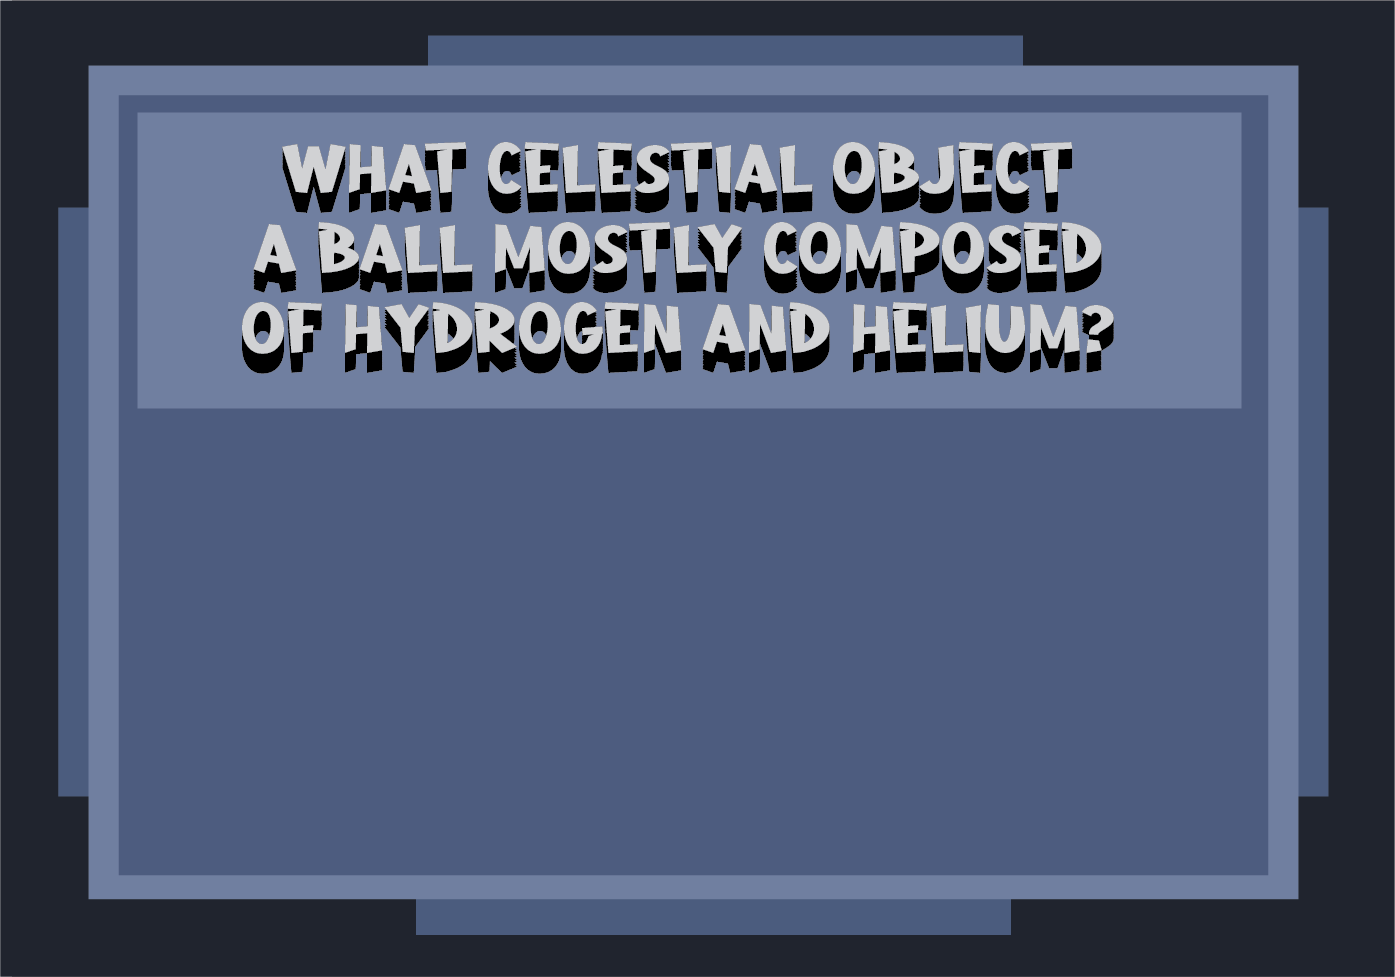 WHAT CELESTIAL OBJECT
A BALL MOSTLY COMPOSED
OF HYDROGEN AND HELIUM?